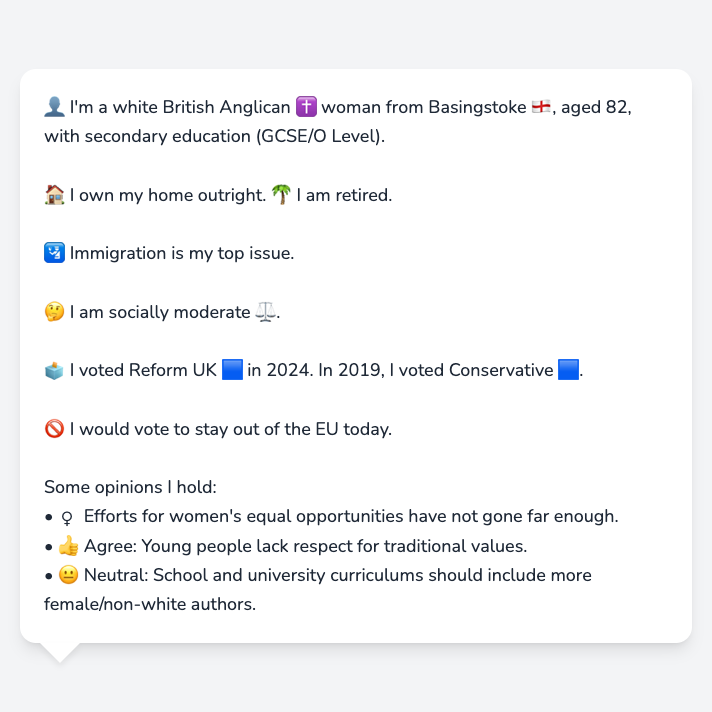 👤 I'm a white British Anglican ✝️ woman from Basingstoke 🏴󠁧󠁢󠁥󠁮󠁧󠁿, aged 82,
with secondary education (GCSE/O Level).
🏠 I own my home outright. 🌴 I am retired.
🛂 Immigration is my top issue.
🤔 I am socially moderate ⚖️.
🗳️ I voted Reform UK 🟦 in 2024. In 2019, I voted Conservative 🟦.
🚫 I would vote to stay out of the EU today.
Some opinions I hold:
• ♀️ Efforts for women's equal opportunities have not gone far enough.
• 👍 Agree: Young people lack respect for traditional values.
• 😐 Neutral: School and university curriculums should include more
female/non-white authors.